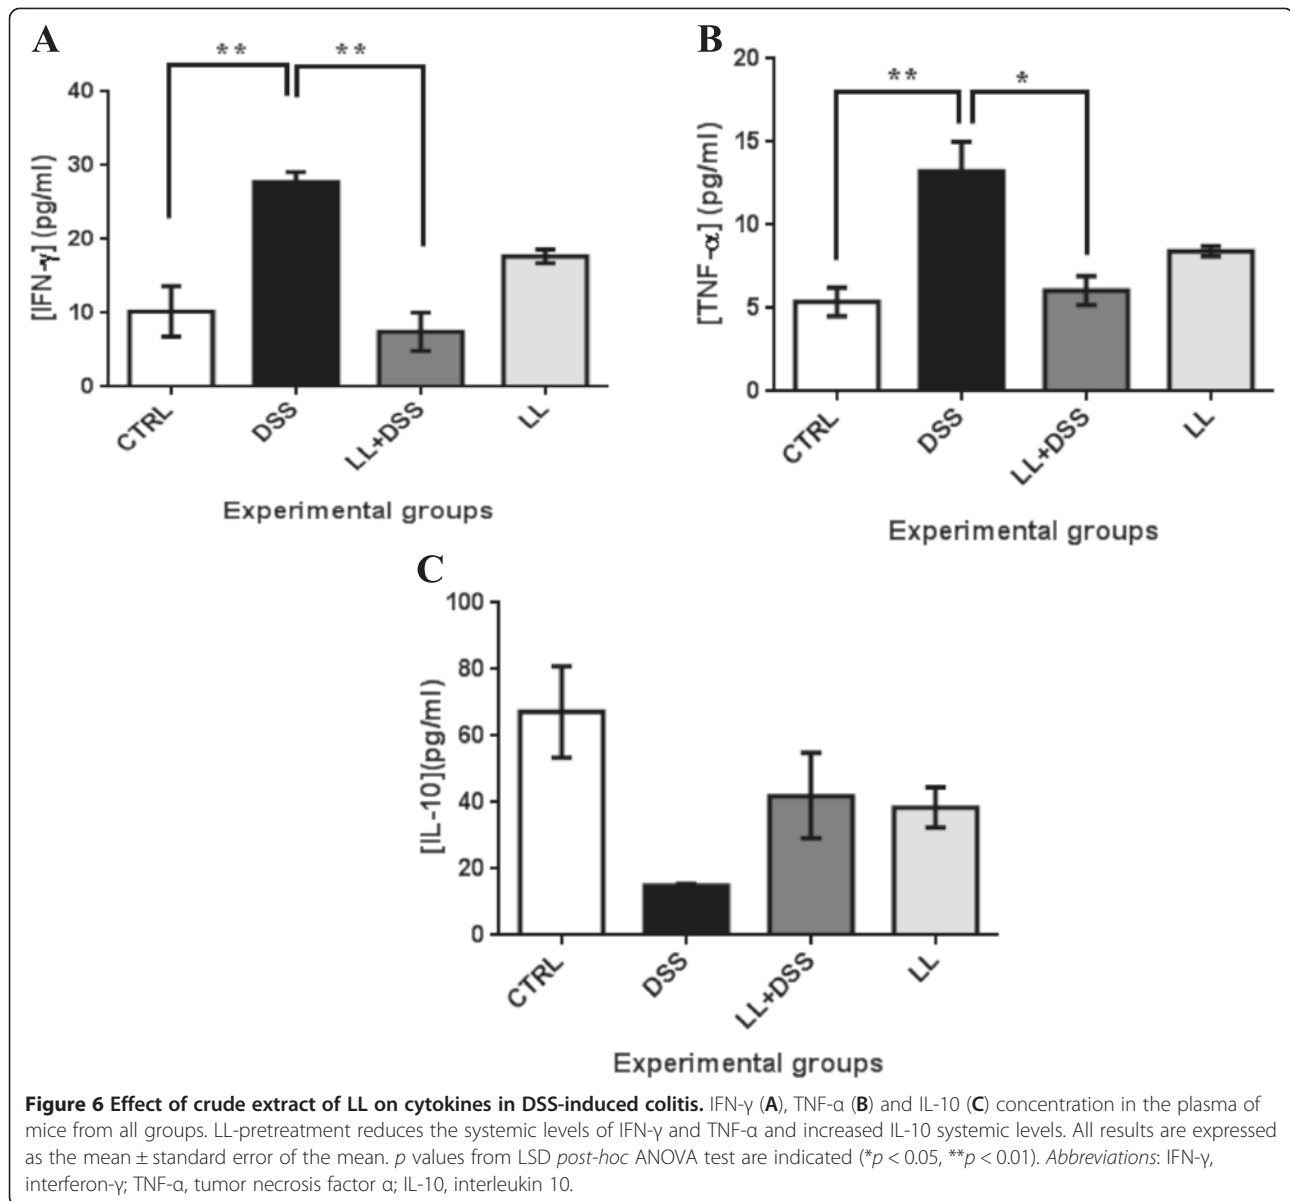 A
** **
40
30
20
10
0
[IFN-γ] (pg/ml)
CTRL
DSS
LL+DSS
LL
Experimental groups
B
** *
20
15
10
5
0
[TNF-α] (pg/ml)
CTRL
DSS
LL+DSS
LL
Experimental groups
C
100
80
60
40
20
0
[IL-10](pg/ml)
CTRL
DSS
LL+DSS
LL
Experimental groups
Figure 6 Effect of crude extract of LL on cytokines in DSS-induced colitis. IFN-γ (A), TNF-α (B) and IL-10 (C) concentration in the plasma of
mice from all groups. LL-pretreatment reduces the systemic levels of IFN-γ and TNF-α and increased IL-10 systemic levels. All results are expressed
as the mean ± standard error of the mean. p values from LSD post-hoc ANOVA test are indicated (*p < 0.05, **p < 0.01). Abbreviations: IFN-γ,
interferon-γ; TNF-α, tumor necrosis factor α; IL-10, interleukin 10.